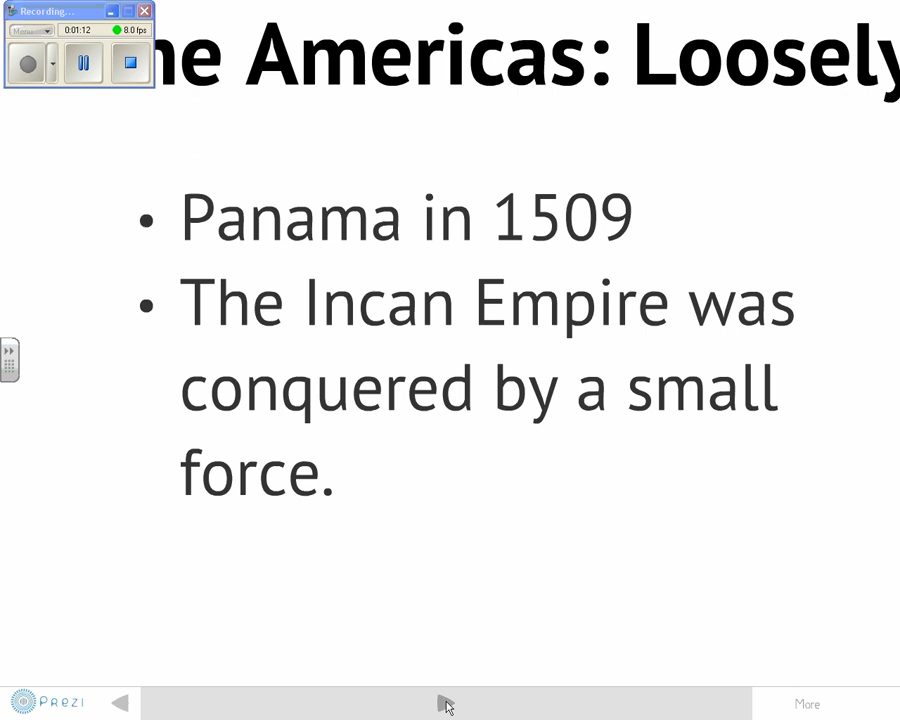 Recording...
0:01:12 8.0 fps
ne Americas: Loosely
• Panama in 1509
• The Incan Empire was
conquered by a small
force.
Prezi
More